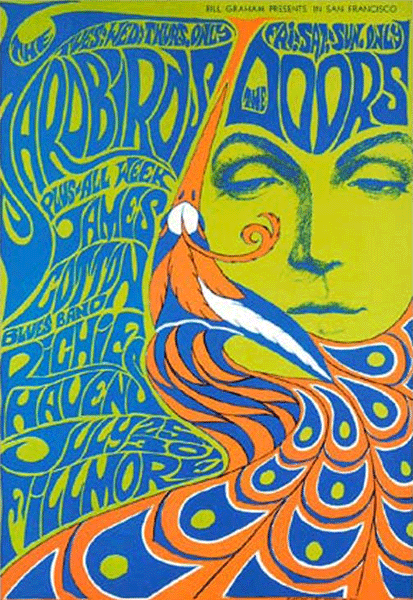 BILL GRAHAM PRESENTS IN SAN FRANCISCO
TUES•WED•THURS•ONLY
THE
YARDBIRDS
FRI•SAT•SUN•ONLY
THE
DOORS
PLUS•ALL WEEK
JAMES
COTTON
BLUES BAND
RICHIE
HAVENS
JULY 25-30
FILLMORE